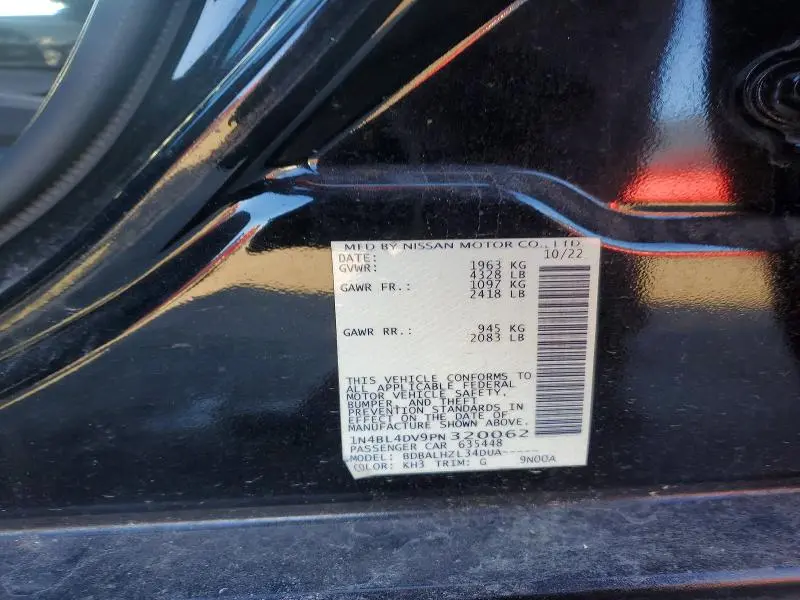 MFD BY NISSAN MOTOR CO., LTD
DATE: 10/22
GVWR: 1963 KG
4328 LB
GAWR FR.: 1097 KG
2418 LB
GAWR RR.: 945 KG
2083 LB
THIS VEHICLE CONFORMS TO
ALL APPLICABLE FEDERAL
MOTOR VEHICLE SAFETY,
BUMPER, AND THEFT
PREVENTION STANDARDS IN
EFFECT ON THE DATE OF
MANUFACTURE SHOWN ABOVE.
1N4BL4DV9PN320062
PASSENGER CAR 635448
MODEL: BDBALHZL34DUA-----
COLOR: KH3 TRIM: G 9N00A